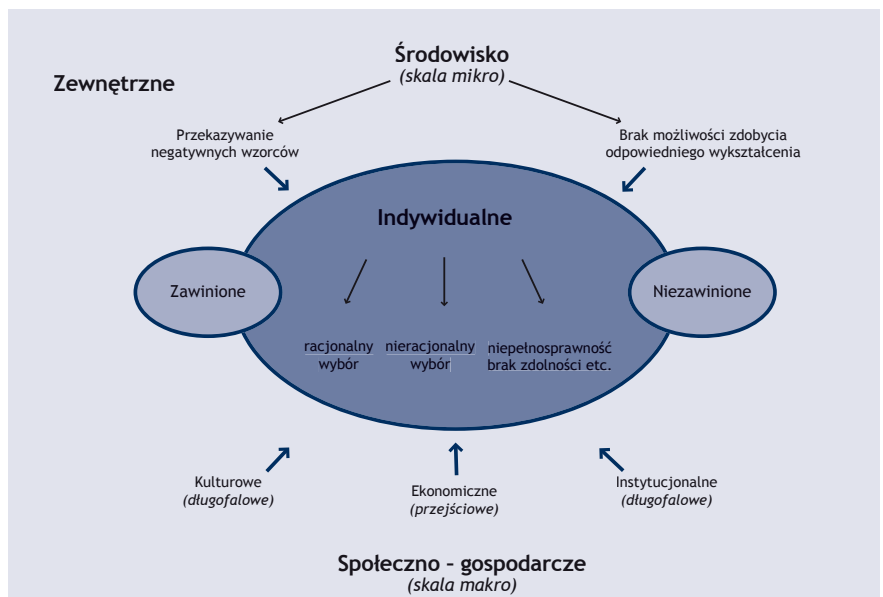 Środowisko
(skala mikro)
Zewnętrzne
Przekazywanie
negatywnych wzorców
Brak możliwości zdobycia
odpowiedniego wykształcenia
Indywidualne
Zawinione
Niezawinione
racjonalny
wybór
nieracjonalny
wybór
niepełnosprawność
brak zdolności etc.
Kulturowe
(długofalowe)
Ekonomiczne
(przejściowe)
Instytucjonalne
(długofalowe)
Społeczno - gospodarcze
(skala makro)